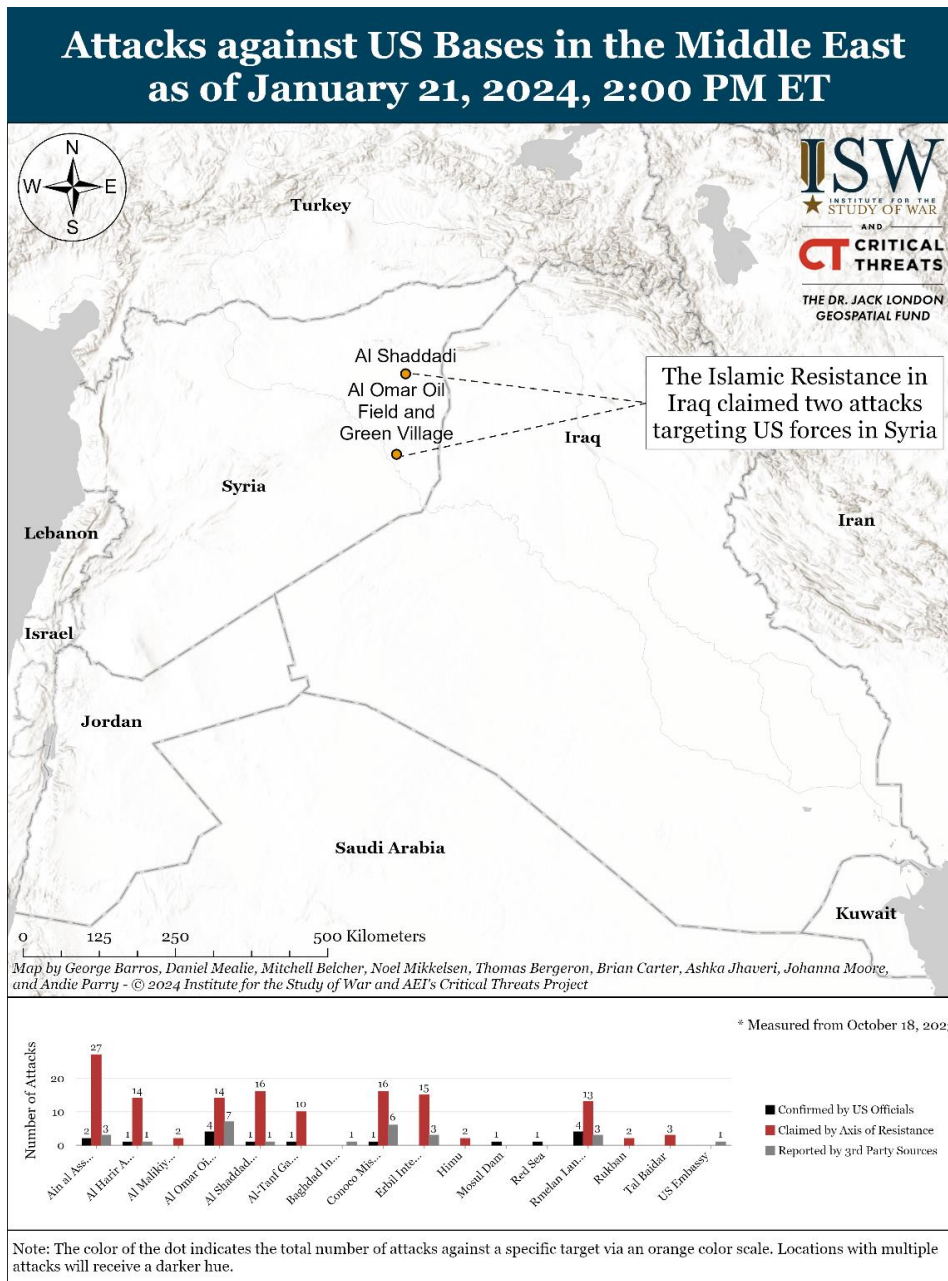 Attacks against US Bases in the Middle East
as of January 21, 2024, 2:00 PM ET
N
W E
S
ISW
INSTITUTE FOR THE
STUDY OF WAR
AND
CT CRITICAL
THREATS
THE DR. JACK LONDON
GEOSPATIAL FUND
Turkey
Al Shaddadi
Al Omar Oil
Field and
Green Village
The Islamic Resistance in
Iraq claimed two attacks
targeting US forces in Syria
Iraq
Syria
Iran
Lebanon
Israel
Jordan
Saudi Arabia
Kuwait
0 125 250 500 Kilometers
Map by George Barros, Daniel Mealie, Mitchell Belcher, Noel Mikkelsen, Thomas Bergeron, Brian Carter, Ashka Jhaveri, Johanna Moore,
and Andie Parry - © 2024 Institute for the Study of War and AEI's Critical Threats Project
* Measured from October 18, 202
Number of Attacks
20
10
0
2 27 3
1 14 1
2
4 14 7
1 16 1
1 10
1
1 16 6
15 3
2
1
1
4 13 3
2
3
1
Ain al Ass...
Al Harir A...
Al Malikiy...
Al Omar Oi...
Al Shaddad...
Al-Tanf Ga...
Baghdad In...
Conoco Mis...
Erbil Inte...
Himu
Mosul Dam
Red Sea
Rmelan Lan...
Rukban
Tal Baidar
US Embassy
Confirmed by US Officials
Claimed by Axis of Resistance
Reported by 3rd Party Sources
Note: The color of the dot indicates the total number of attacks against a specific target via an orange color scale. Locations with multiple
attacks will receive a darker hue.